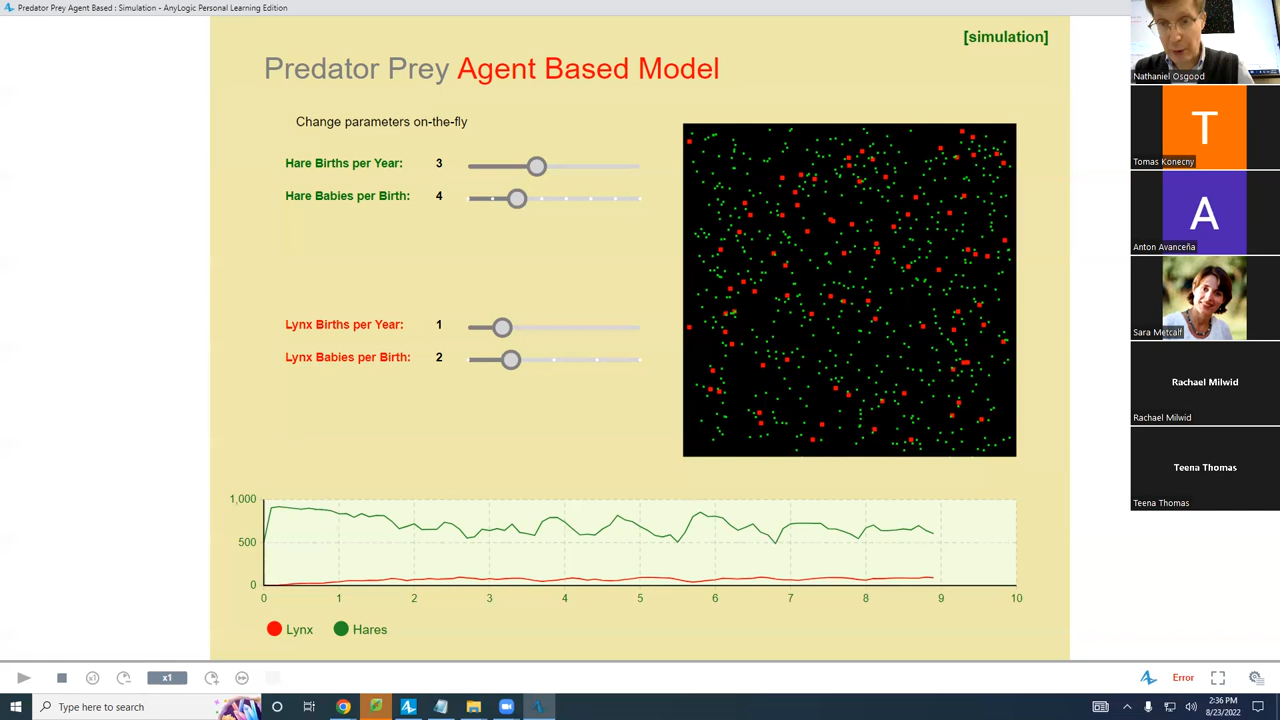 Predator Prey Agent Based : Simulation - AnyLogic Personal Learning Edition
[simulation]
Predator Prey Agent Based Model
Change parameters on-the-fly
Hare Births per Year: 3
Hare Babies per Birth: 4
Lynx Births per Year: 1
Lynx Babies per Birth: 2
1,000
500
0
0 1 2 3 4 5 6 7 8 9 10
Lynx Hares
x1
Error
Nathaniel Osgood
T
Tomas Konecny
A
Anton Avanceña
Sara Metcalf
Rachael Milwid
Rachael Milwid
Teena Thomas
Teena Thomas
Type here to search
2:36 PM
8/23/2022